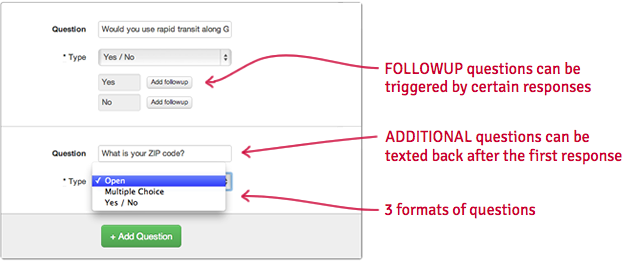 Question Would you use rapid transit along G
* Type Yes / No
Yes Add followup
No Add followup
FOLLOWUP questions can be
triggered by certain responses
Question What is your ZIP code?
* Type ✓ Open
Multiple Choice
Yes / No
+ Add Question
ADDITIONAL questions can be
texted back after the first response
3 formats of questions